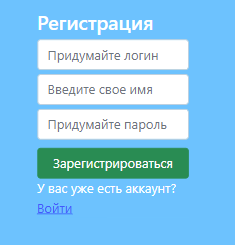 Регистрация
Придумайте логин
Введите свое имя
Придумайте пароль
Зарегистрироваться
У вас уже есть аккаунт?
Войти